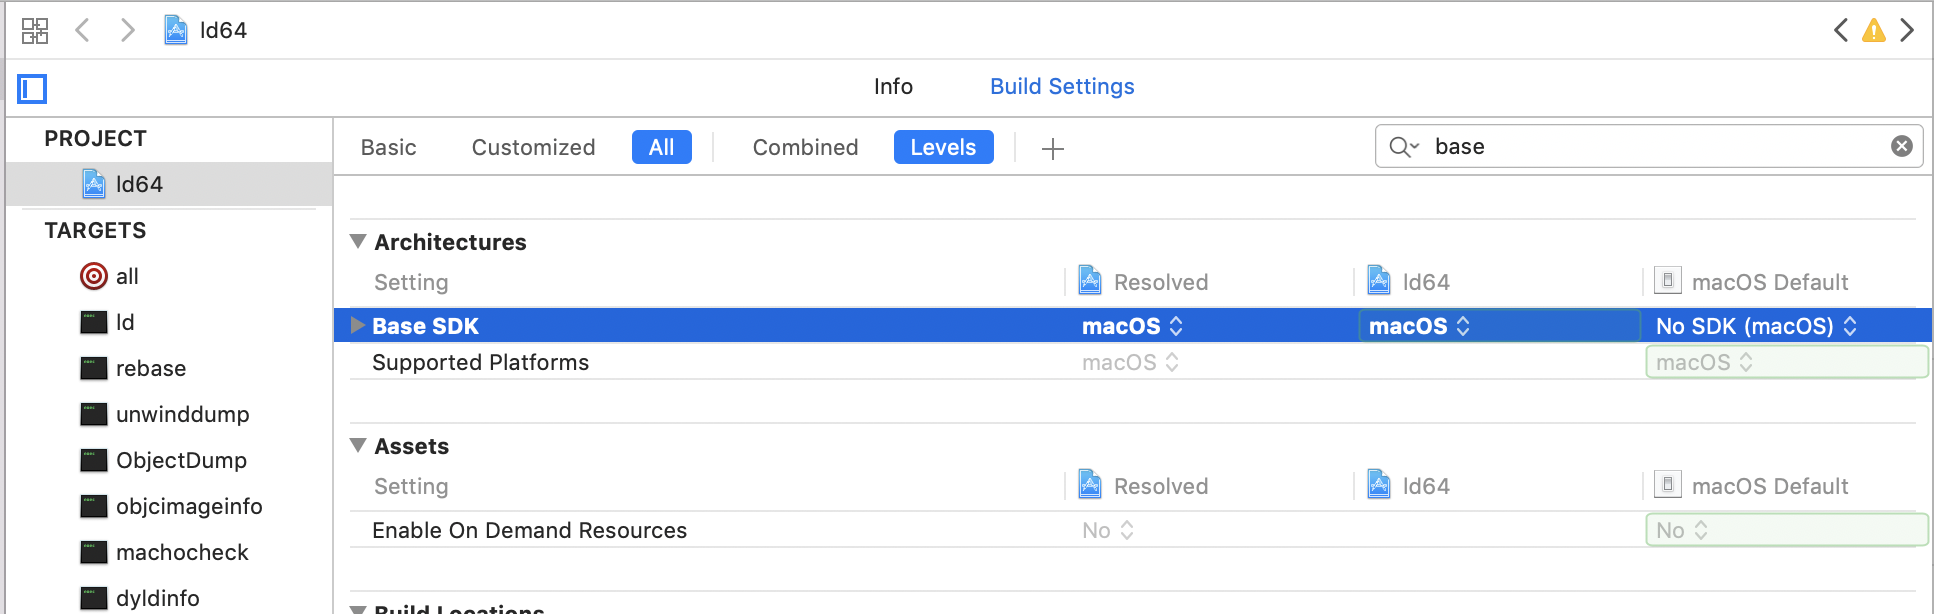 ld64
Info Build Settings
PROJECT
ld64
TARGETS
all
ld
rebase
unwinddump
ObjectDump
objcimageinfo
machocheck
dyldinfo
Basic Customized All Combined Levels + base
Architectures
Setting Resolved ld64 macOS Default
Base SDK macOS macOS No SDK (macOS)
Supported Platforms macOS macOS
Assets
Setting Resolved ld64 macOS Default
Enable On Demand Resources No No
Build Locations